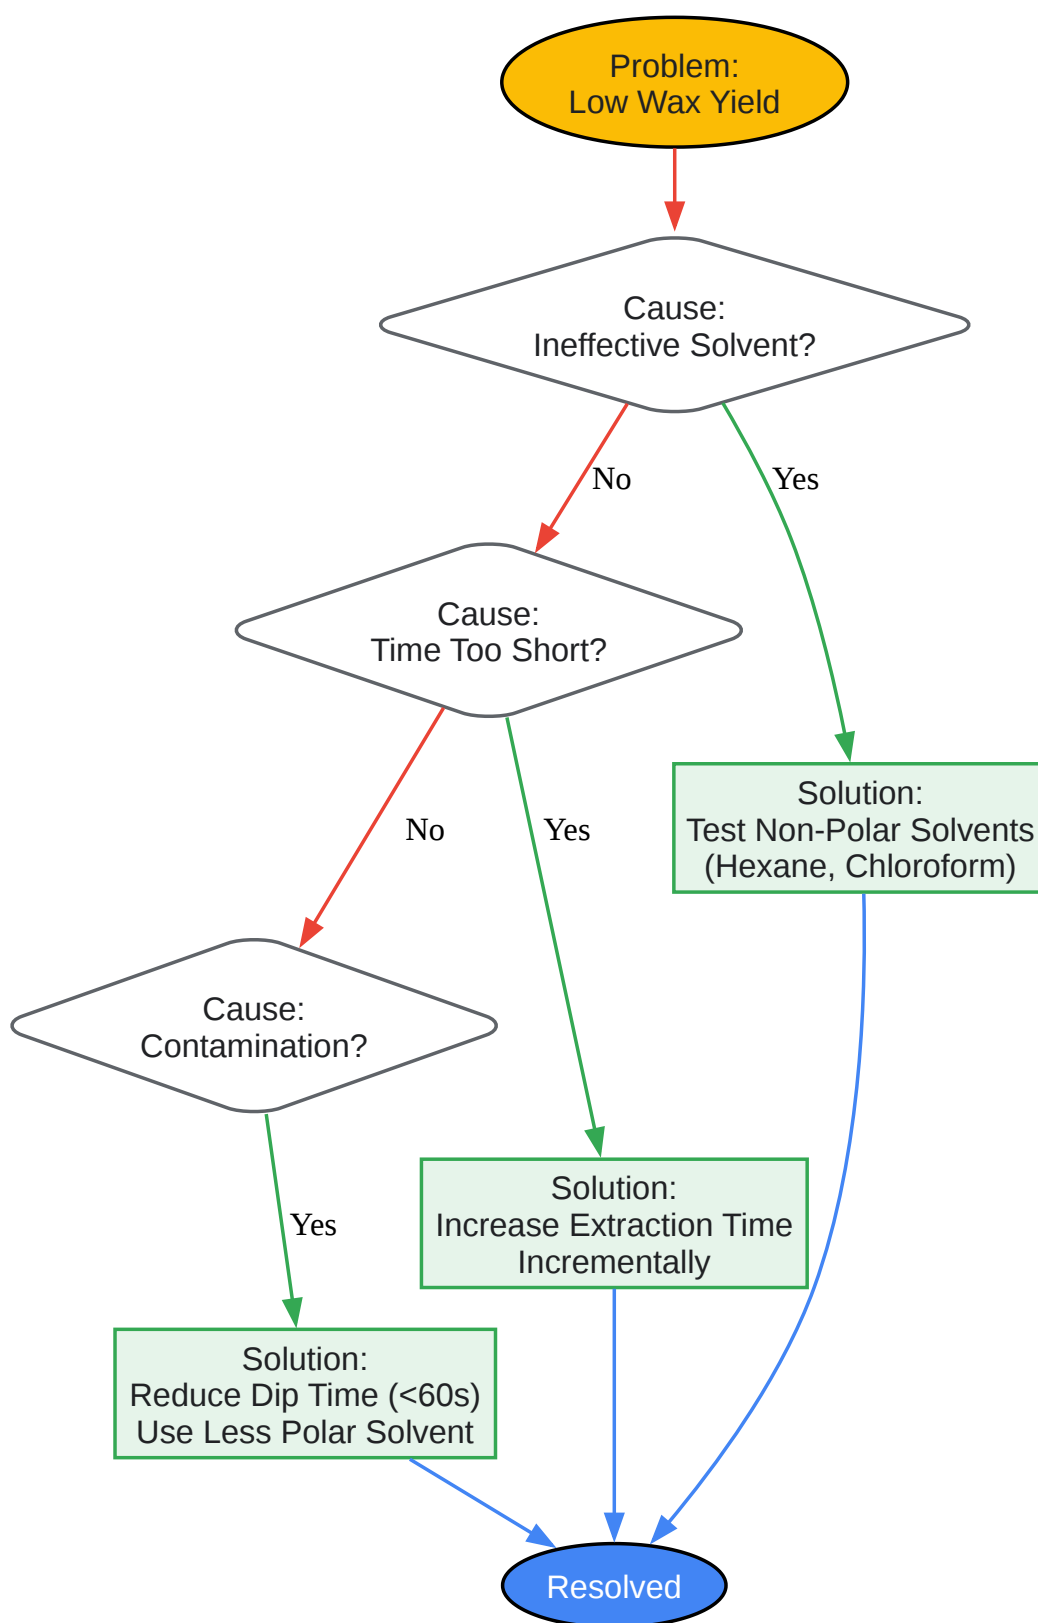 Problem:
Low Wax Yield
Cause:
Ineffective Solvent?
No
Yes
Cause:
Time Too Short?
No
Yes
Solution:
Test Non-Polar Solvents
(Hexane, Chloroform)
Cause:
Contamination?
Yes
Solution:
Increase Extraction Time
Incrementally
Solution:
Reduce Dip Time (<60s)
Use Less Polar Solvent
Resolved